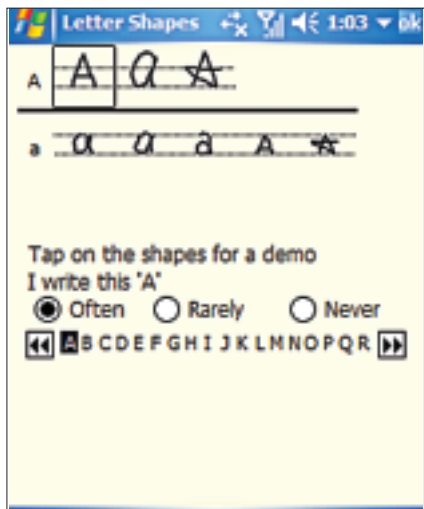 Letter Shapes 1:03 ok
A A a A
a a a a A A
Tap on the shapes for a demo
I write this 'A'
Often Rarely Never
A B C D E F G H I J K L M N O P Q R